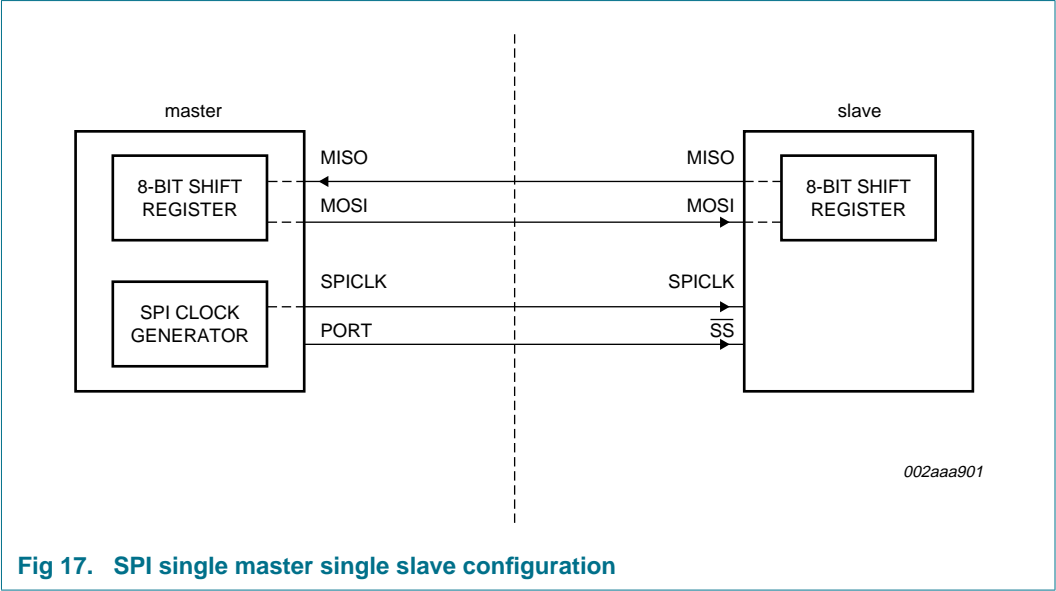 master
slave
MISO
MISO
8-BIT SHIFT
REGISTER
8-BIT SHIFT
REGISTER
MOSI
MOSI
SPICLK
SPICLK
SPI CLOCK
GENERATOR
PORT
S̅S̅
002aaa901
Fig 17. SPI single master single slave configuration